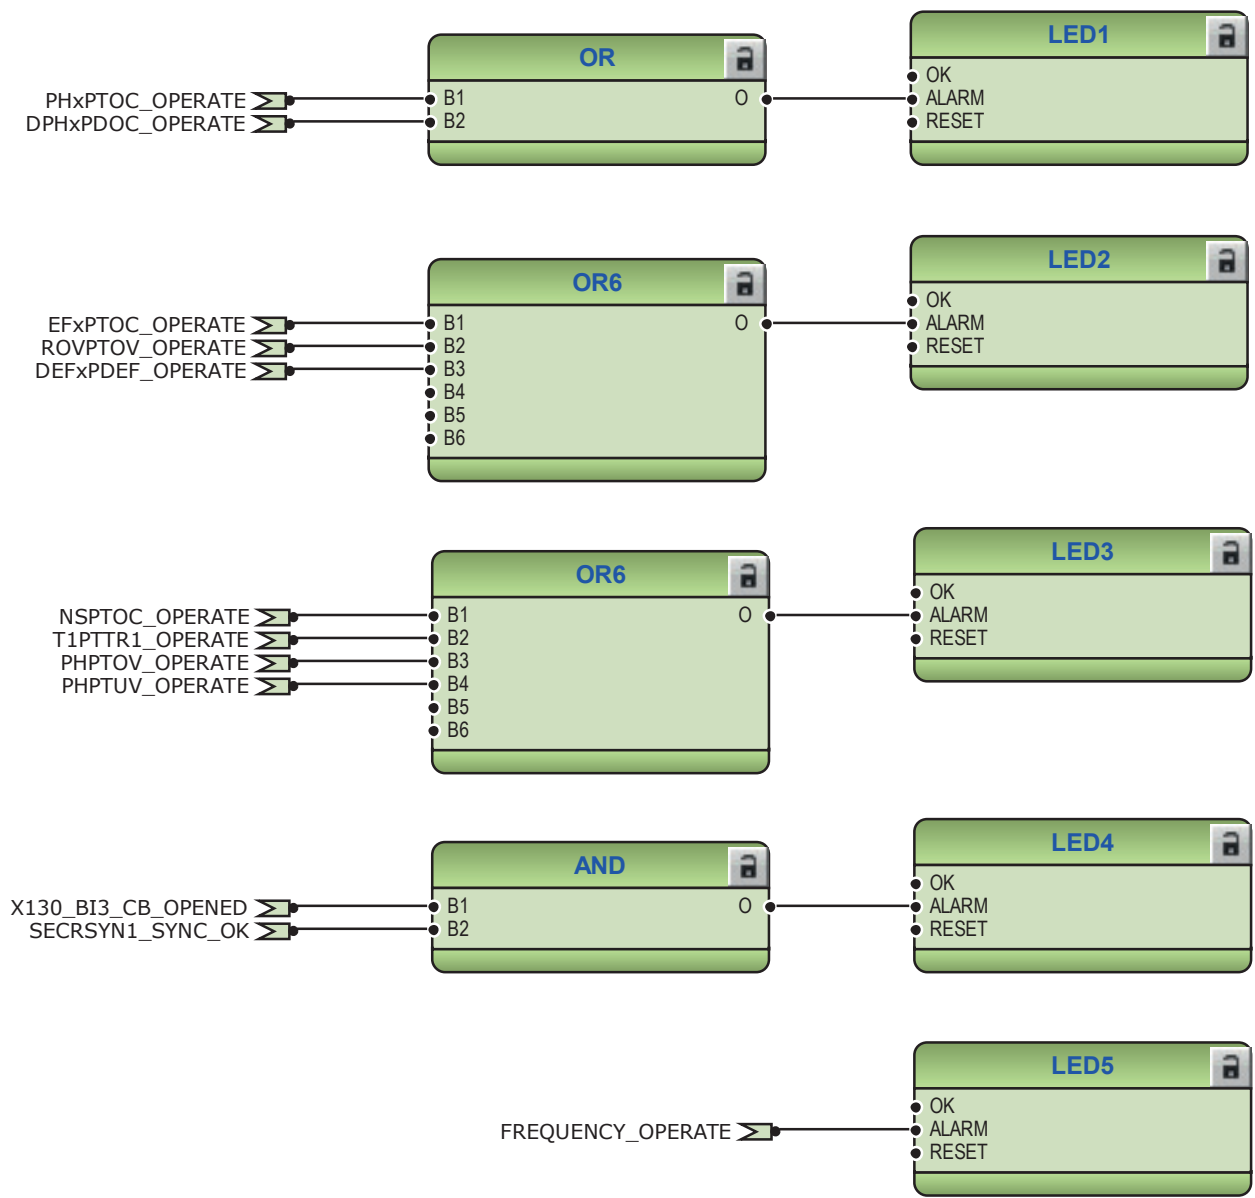 OR
LED1
OK
PHxPTOC_OPERATE B1 O ALARM
DPHxPDOC_OPERATE B2 RESET
OR6
LED2
OK
EFxPTOC_OPERATE B1 O ALARM
ROVPTOV_OPERATE B2 RESET
DEFxPDEF_OPERATE B3
B4
B5
B6
OR6
LED3
OK
NSPTOC_OPERATE B1 O ALARM
T1PTTR1_OPERATE B2 RESET
PHPTOV_OPERATE B3
PHPTUV_OPERATE B4
B5
B6
AND
LED4
OK
X130_BI3_CB_OPENED B1 O ALARM
SECRSYN1_SYNC_OK B2 RESET
LED5
OK
FREQUENCY_OPERATE ALARM
RESET